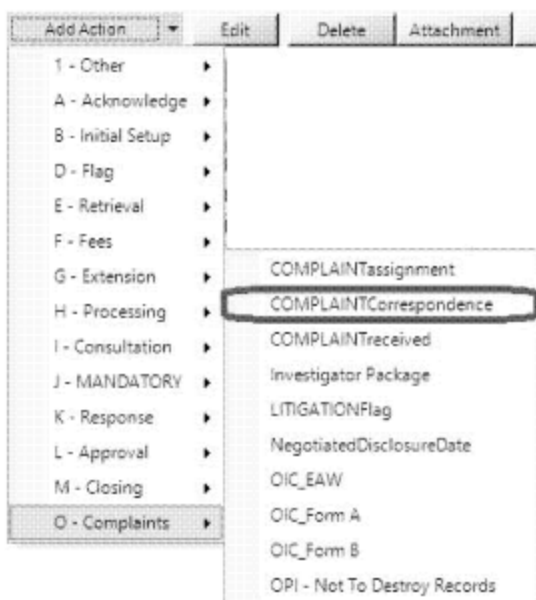 Add Action Edit Delete Attachment
1 - Other
A - Acknowledge
B - Initial Setup
D - Flag
E - Retrieval
F - Fees
G - Extension
H - Processing
I - Consultation
J - MANDATORY
K - Response
L - Approval
M - Closing
O - Complaints
COMPLAINTassignment
COMPLAINTCorrespondence
COMPLAINTreceived
Investigator Package
LITIGATIONFlag
NegotiatedDisclosureDate
OIC_EAW
OIC_Form A
OIC_Form B
OPI - Not To Destroy Records